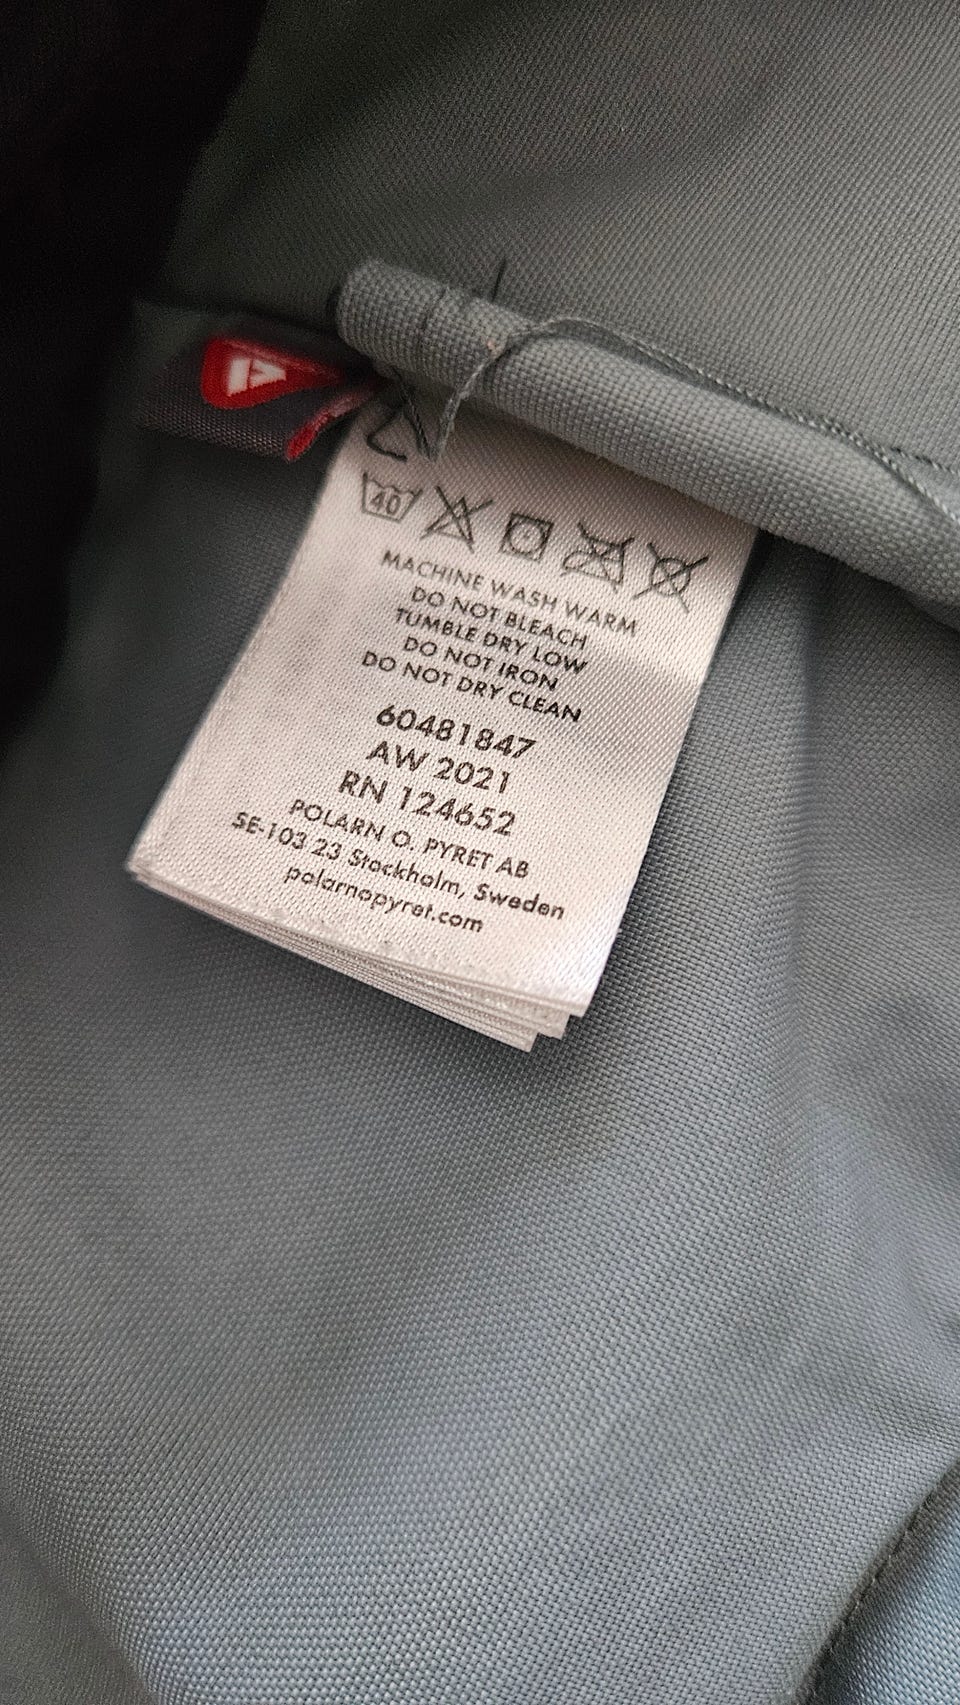 40
MACHINE WASH WARM
DO NOT BLEACH
TUMBLE DRY LOW
DO NOT IRON
DO NOT DRY CLEAN
60481847
AW 2021
RN 124652
POLARN O. PYRET AB
SE-103 23 Stockholm, Sweden
polarnopyret.com